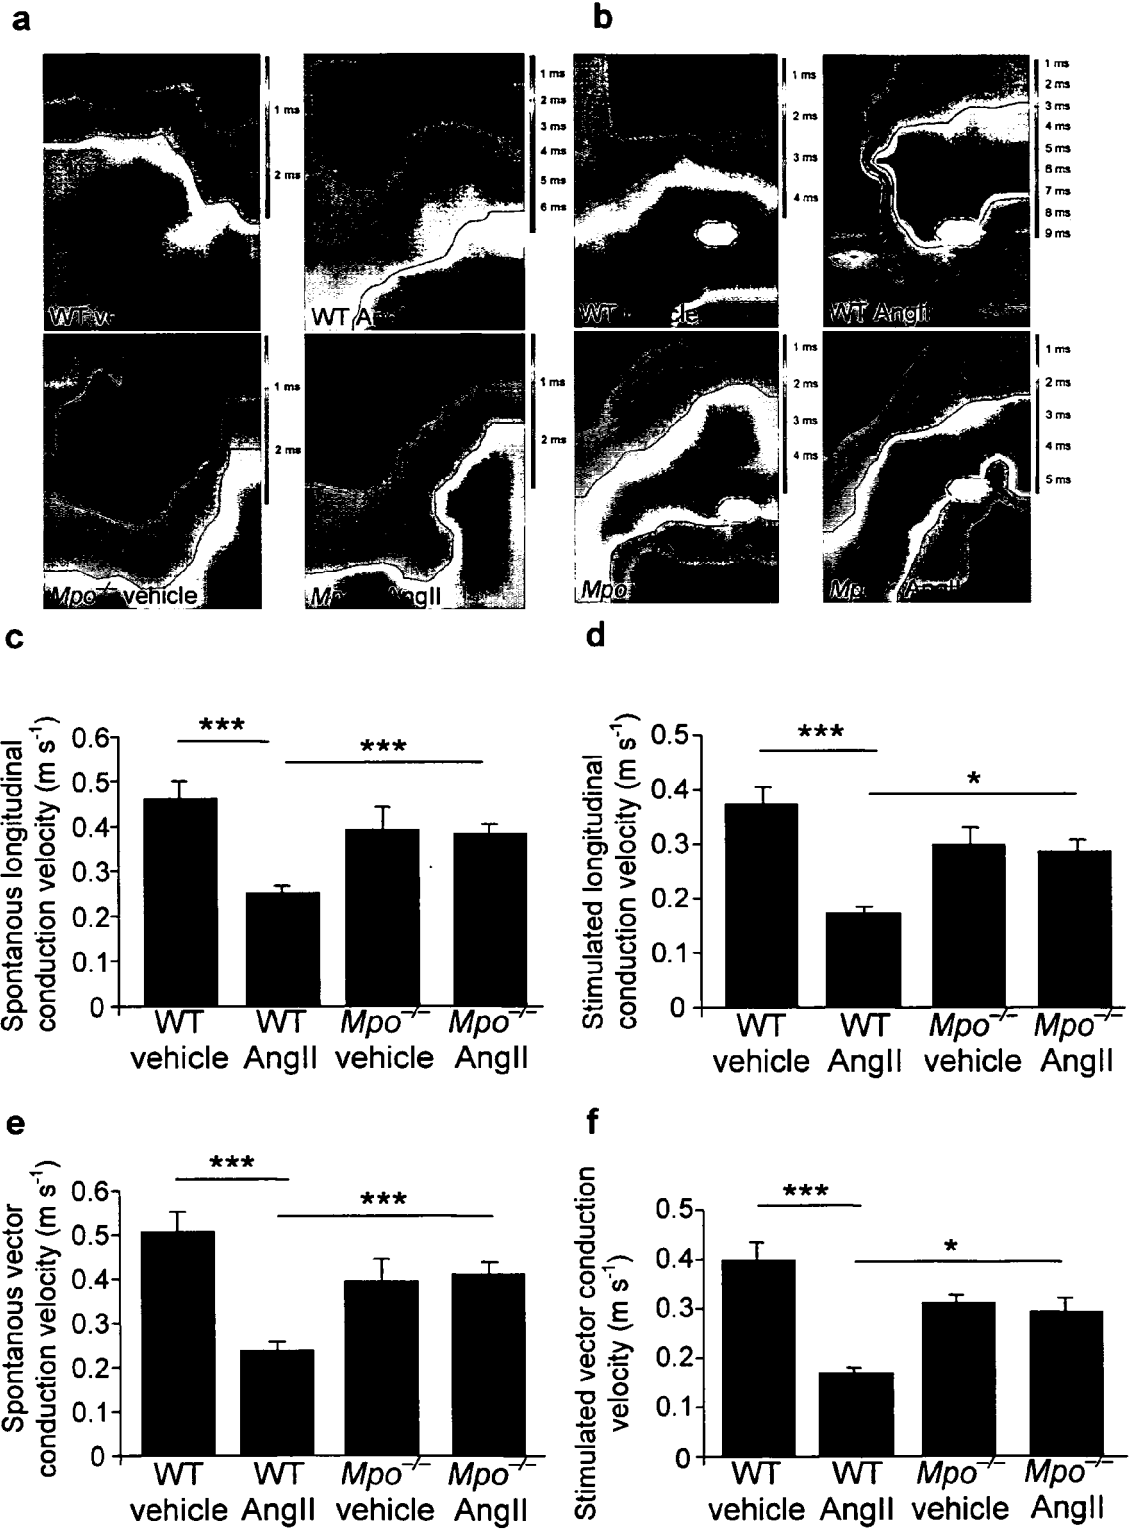 a
b
1 ms
2 ms
WT v
1 ms
2 ms
3 ms
4 ms
5 ms
6 ms
WT A
1 ms
2 ms
3 ms
4 ms
WT cle
1 ms
2 ms
3 ms
4 ms
5 ms
6 ms
7 ms
8 ms
9 ms
WT AngII
1 ms
2 ms
Mpo⁻/⁻ vehicle
1 ms
2 ms
M ngII
1 ms
2 ms
3 ms
4 ms
Mpo
1 ms
2 ms
3 ms
4 ms
5 ms
Mp AngII
c
Spontanous longitudinal
conduction velocity (m s⁻¹)
0.6
0.5
0.4
0.3
0.2
0.1
0
***
***
WT vehicle
WT AngII
Mpo⁻/⁻ vehicle
Mpo⁻/⁻ AngII
d
Stimulated longitudinal
conduction velocity (m s⁻¹)
0.5
0.4
0.3
0.2
0.1
0
***
*
WT vehicle
WT AngII
Mpo⁻/⁻ vehicle
Mpo⁻/⁻ AngII
e
Spontanous vector
conduction velocity (m s⁻¹)
0.6
0.5
0.4
0.3
0.2
0.1
0
***
***
WT vehicle
WT AngII
Mpo⁻/⁻ vehicle
Mpo⁻/⁻ AngII
f
Stimulated vector conduction
velocity (m s⁻¹)
0.5
0.4
0.3
0.2
0.1
0
***
*
WT vehicle
WT AngII
Mpo⁻/⁻ vehicle
Mpo⁻/⁻ AngII